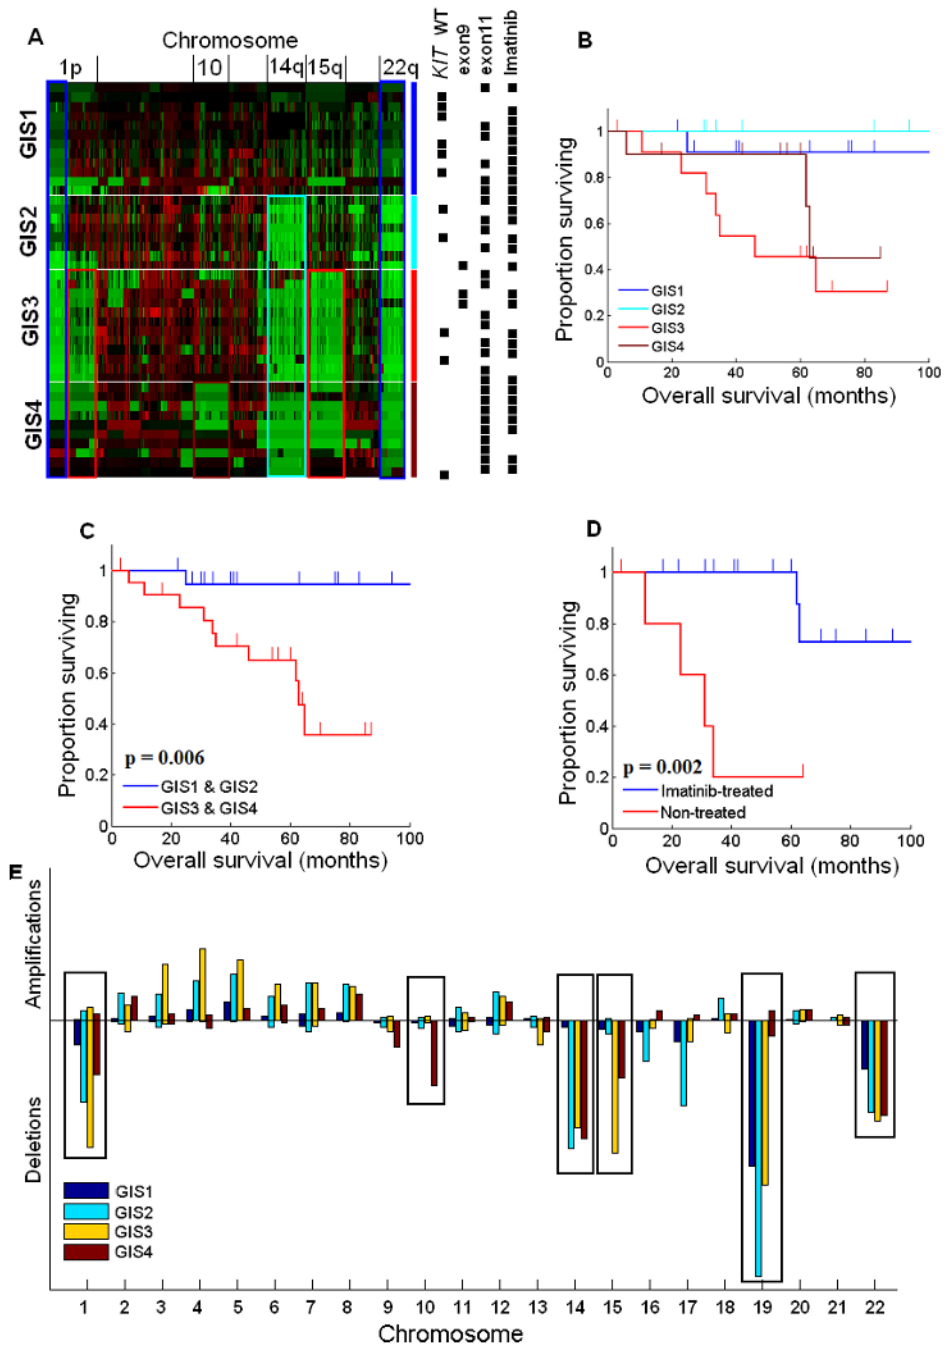 A
Chromosome
1p 10 14q 15q 22q
KIT WT
exon9
exon11
Imatinib
GIS1
GIS2
GIS3
GIS4
B
Proportion surviving
1
0.8
0.6
0.4
0.2
0
GIS1
GIS2
GIS3
GIS4
0 20 40 60 80 100
Overall survival (months)
C
Proportion surviving
1
0.8
0.6
0.4
0.2
0
p = 0.006
GIS1 & GIS2
GIS3 & GIS4
0 20 40 60 80 100
Overall survival (months)
D
Proportion surviving
1
0.8
0.6
0.4
0.2
0
p = 0.002
Imatinib-treated
Non-treated
0 20 40 60 80 100
Overall survival (months)
E
Amplifications
Deletions
GIS1
GIS2
GIS3
GIS4
1 2 3 4 5 6 7 8 9 10 11 12 13 14 15 16 17 18 19 20 21 22
Chromosome